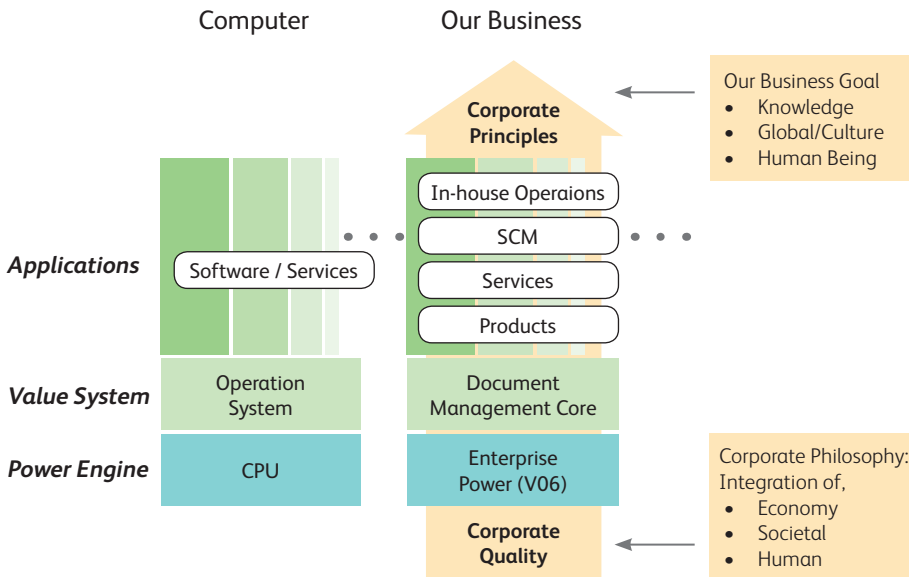 Computer
Our Business
Corporate
Principles
Our Business Goal
• Knowledge
• Global/Culture
• Human Being
Applications
Software / Services
In-house Operaions
SCM
Services
Products
Value System
Operation
System
Document
Management Core
Power Engine
CPU
Enterprise
Power (V06)
Corporate
Quality
Corporate Philosophy:
Integration of,
• Economy
• Societal
• Human